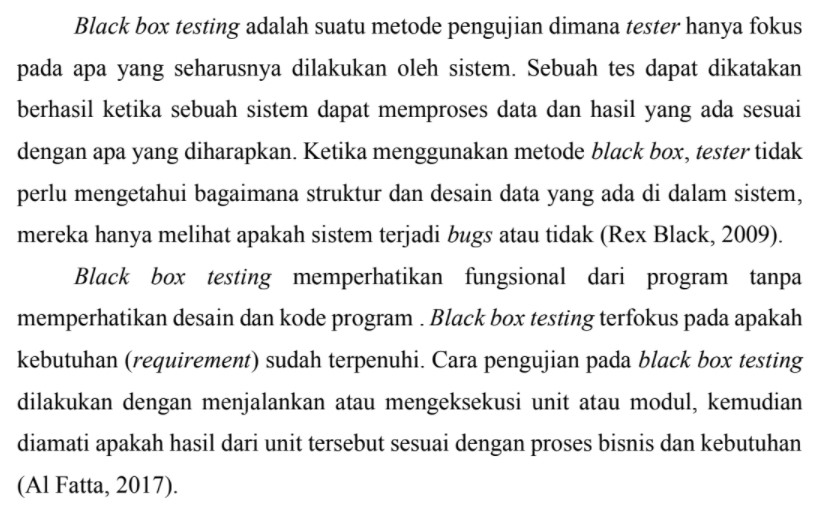 Black box testing adalah suatu metode pengujian dimana tester hanya fokus
pada apa yang seharusnya dilakukan oleh sistem. Sebuah tes dapat dikatakan
berhasil ketika sebuah sistem dapat memproses data dan hasil yang ada sesuai
dengan apa yang diharapkan. Ketika menggunakan metode black box, tester tidak
perlu mengetahui bagaimana struktur dan desain data yang ada di dalam sistem,
mereka hanya melihat apakah sistem terjadi bugs atau tidak (Rex Black, 2009).
Black box testing memperhatikan fungsional dari program tanpa
memperhatikan desain dan kode program . Black box testing terfokus pada apakah
kebutuhan (requirement) sudah terpenuhi. Cara pengujian pada black box testing
dilakukan dengan menjalankan atau mengeksekusi unit atau modul, kemudian
diamati apakah hasil dari unit tersebut sesuai dengan proses bisnis dan kebutuhan
(Al Fatta, 2017).